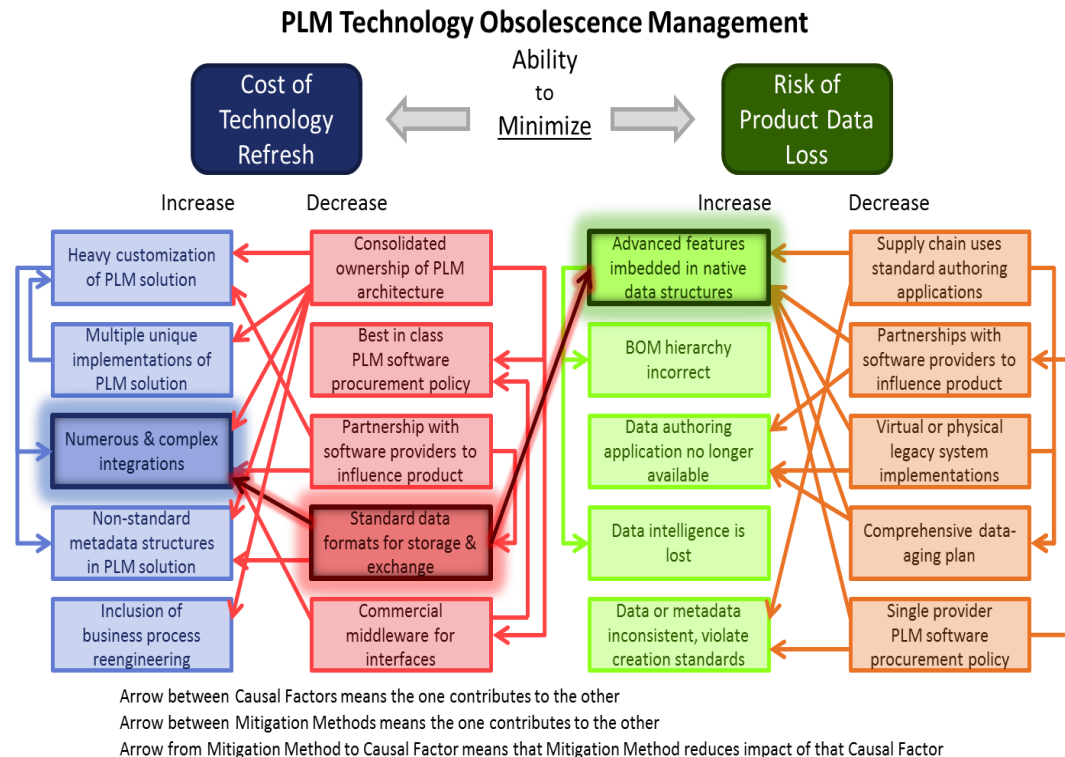 PLM Technology Obsolescence Management
Cost of
Technology
Refresh
Ability
to
Minimize
Risk of
Product Data
Loss
Increase
Decrease
Heavy customization
of PLM solution
Multiple unique
implementations of
PLM solution
Numerous & complex
integrations
Non-standard
metadata structures
in PLM solution
Inclusion of
business process
reengineering
Consolidated
ownership of PLM
architecture
Best in class
PLM software
procurement policy
Partnership with
software providers to
influence product
Standard data
formats for storage &
exchange
Commercial
middleware for
interfaces
Increase
Decrease
Advanced features
imbedded in native
data structures
BOM hierarchy
incorrect
Data authoring
application no longer
available
Data intelligence is
lost
Data or metadata
inconsistent, violate
creation standards
Supply chain uses
standard authoring
applications
Partnerships with
software providers to
influence product
Virtual or physical
legacy system
implementations
Comprehensive data-
aging plan
Single provider
PLM software
procurement policy
Arrow between Causal Factors means the one contributes to the other
Arrow between Mitigation Methods means the one contributes to the other
Arrow from Mitigation Method to Causal Factor means that Mitigation Method reduces impact of that Causal Factor